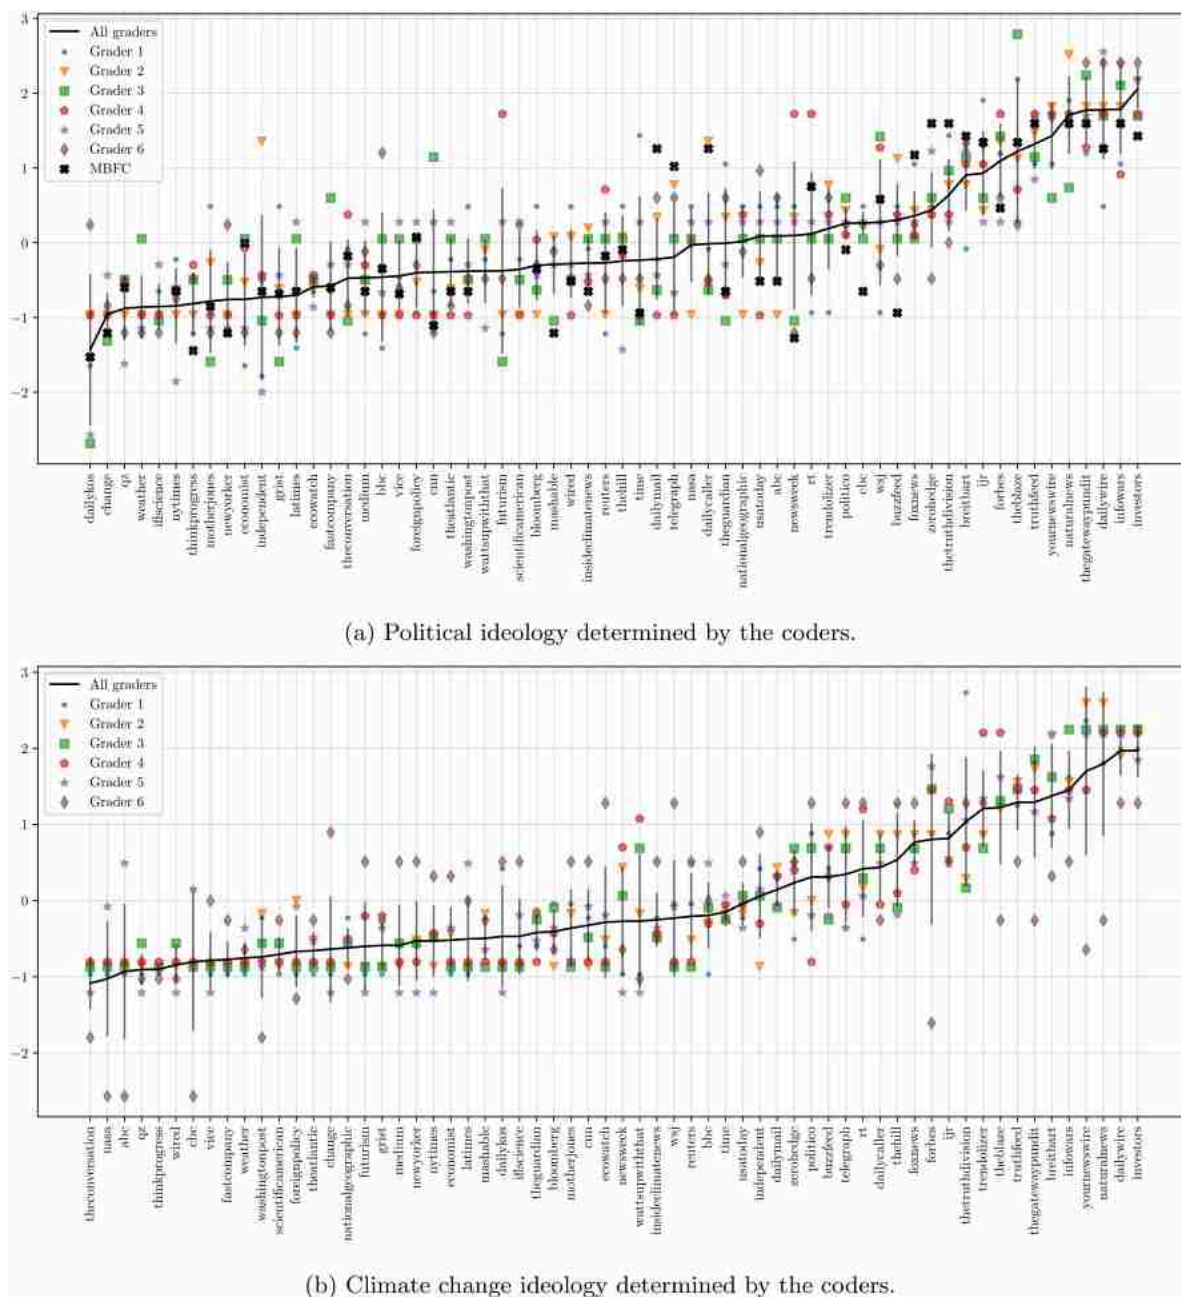 3
2
1
0
−1
−2
All graders
Grader 1
Grader 2
Grader 3
Grader 4
Grader 5
Grader 6
MBFC
dailykos
change
qz
weather
iflscience
nytimes
thinkprogress
motherjones
newyorker
economist
independent
grist
latimes
ecowatch
fastcompany
theconversation
medium
bbc
vice
foreignpolicy
cnn
theatlantic
washingtonpost
wattsupwiththat
futurism
scientificamerican
bloomberg
mashable
wired
insideclimatenews
reuters
thehill
time
dailymail
telegraph
nasa
dailycaller
theguardian
nationalgeographic
usatoday
abc
newsweek
rt
trendolizer
politico
cbc
wsj
buzzfeed
foxnews
zerohedge
thetruthdivision
breitbart
ijr
forbes
theblaze
truthfeed
yournewswire
naturalnews
thegatewaypundit
dailywire
infowars
investors
(a) Political ideology determined by the coders.
3
2
1
0
−1
−2
All graders
Grader 1
Grader 2
Grader 3
Grader 4
Grader 5
Grader 6
theconversation
nasa
abc
qz
thinkprogress
wired
cbc
vice
fastcompany
weather
washingtonpost
scientificamerican
foreignpolicy
theatlantic
change
nationalgeographic
futurism
grist
medium
newyorker
nytimes
economist
latimes
mashable
dailykos
iflscience
theguardian
bloomberg
motherjones
cnn
ecowatch
newsweek
wattsupwiththat
insideclimatenews
wsj
reuters
bbc
time
usatoday
independent
dailymail
zerohedge
politico
buzzfeed
telegraph
rt
dailycaller
thehill
foxnews
forbes
ijr
thetruthdivision
trendolizer
theblaze
truthfeed
thegatewaypundit
breitbart
infowars
yournewswire
naturalnews
dailywire
investors
(b) Climate change ideology determined by the coders.